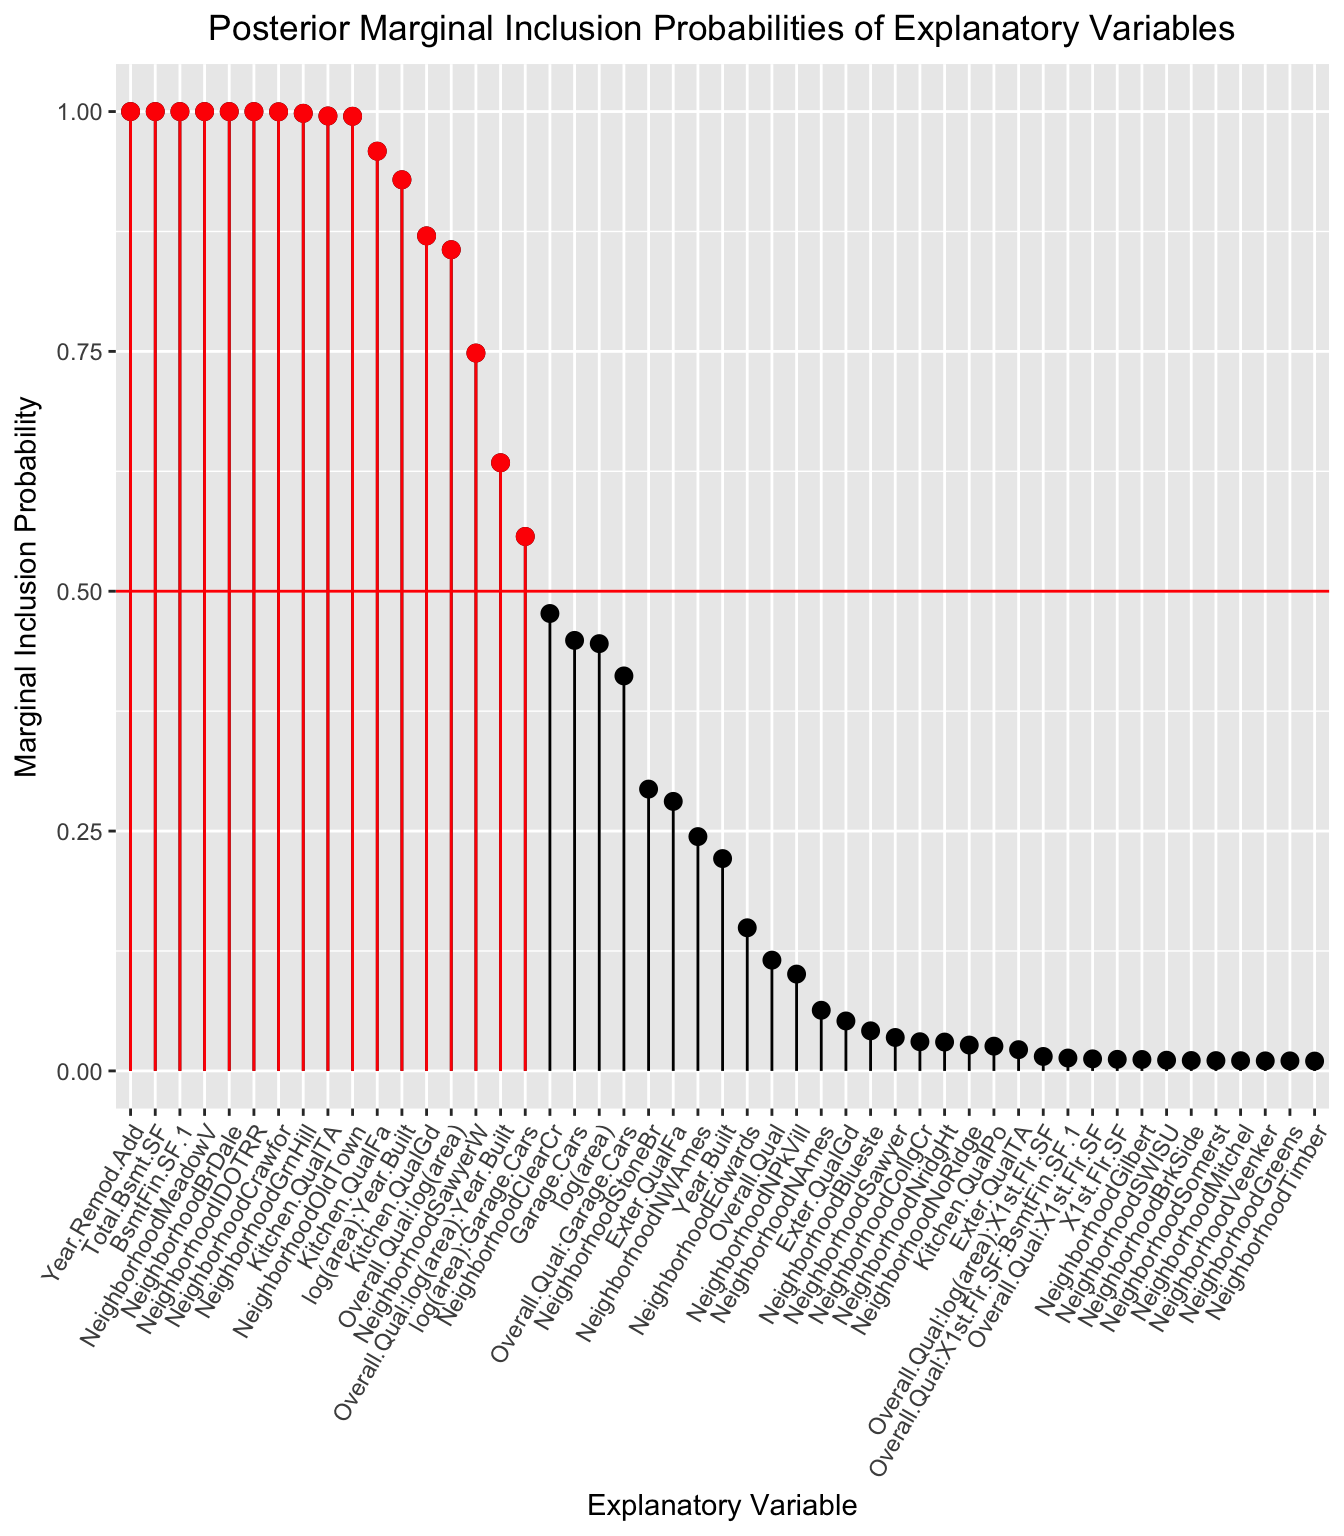 Posterior Marginal Inclusion Probabilities of Explanatory Variables
Marginal Inclusion Probability
1.00
0.75
0.50
0.25
0.00
Year.Remod.Add
Total.Bsmt.SF
BsmtFin.SF.1
NeighborhoodMeadowV
NeighborhoodBrDale
NeighborhoodIDOTRR
NeighborhoodCrawfor
NeighborhoodGrnHill
Kitchen.QualTA
NeighborhoodOldTown
Kitchen.QualFa
log(area):Year.Built
Kitchen.QualGd
Overall.Qual:log(area)
NeighborhoodSawyerW
Overall.Qual:log(area):Year.Built
log(area):Garage.Cars
NeighborhoodClearCr
Garage.Cars
log(area)
Overall.Qual:Garage.Cars
NeighborhoodStoneBr
Exter.QualFa
NeighborhoodNWAmes
Year.Built
NeighborhoodEdwards
Overall.Qual
NeighborhoodNPkVill
NeighborhoodNAmes
Exter.QualGd
NeighborhoodBlueste
NeighborhoodSawyer
NeighborhoodCollgCr
NeighborhoodNridgHt
NeighborhoodNoRidge
Kitchen.QualPo
Exter.QualTA
Overall.Qual:log(area):X1st.Flr.SF
Overall.Qual:X1st.Flr.SF:BsmtFin.SF.1
Overall.Qual:X1st.Flr.SF
X1st.Flr.SF
NeighborhoodGilbert
NeighborhoodSWISU
NeighborhoodBrkSide
NeighborhoodSomerst
NeighborhoodMitchel
NeighborhoodVeenker
NeighborhoodGreens
NeighborhoodTimber
Explanatory Variable